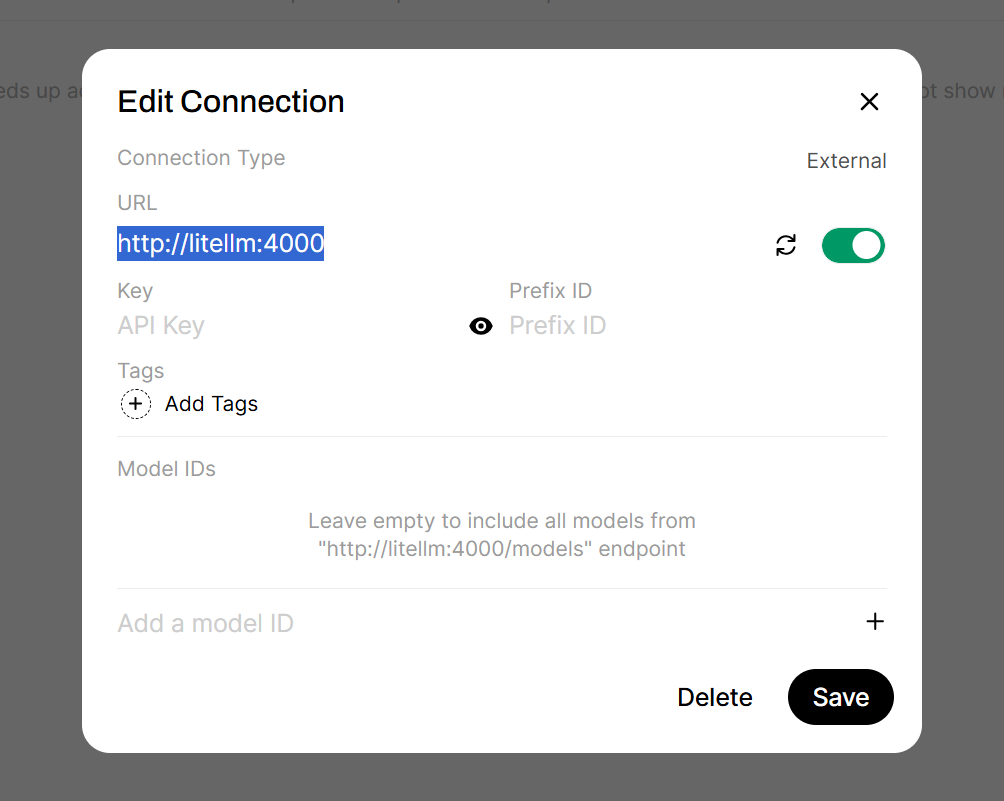 eds up
ot show
Edit Connection
Connection Type
External
URL
http://litellm:4000
Key
Prefix ID
API Key
Prefix ID
Tags
Add Tags
Model IDs
Leave empty to include all models from
"http://litellm:4000/models" endpoint
Add a model ID
Delete
Save